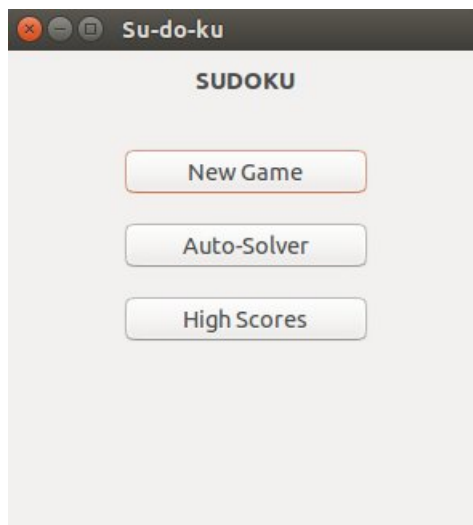 Su-do-ku
SUDOKU
New Game
Auto-Solver
High Scores